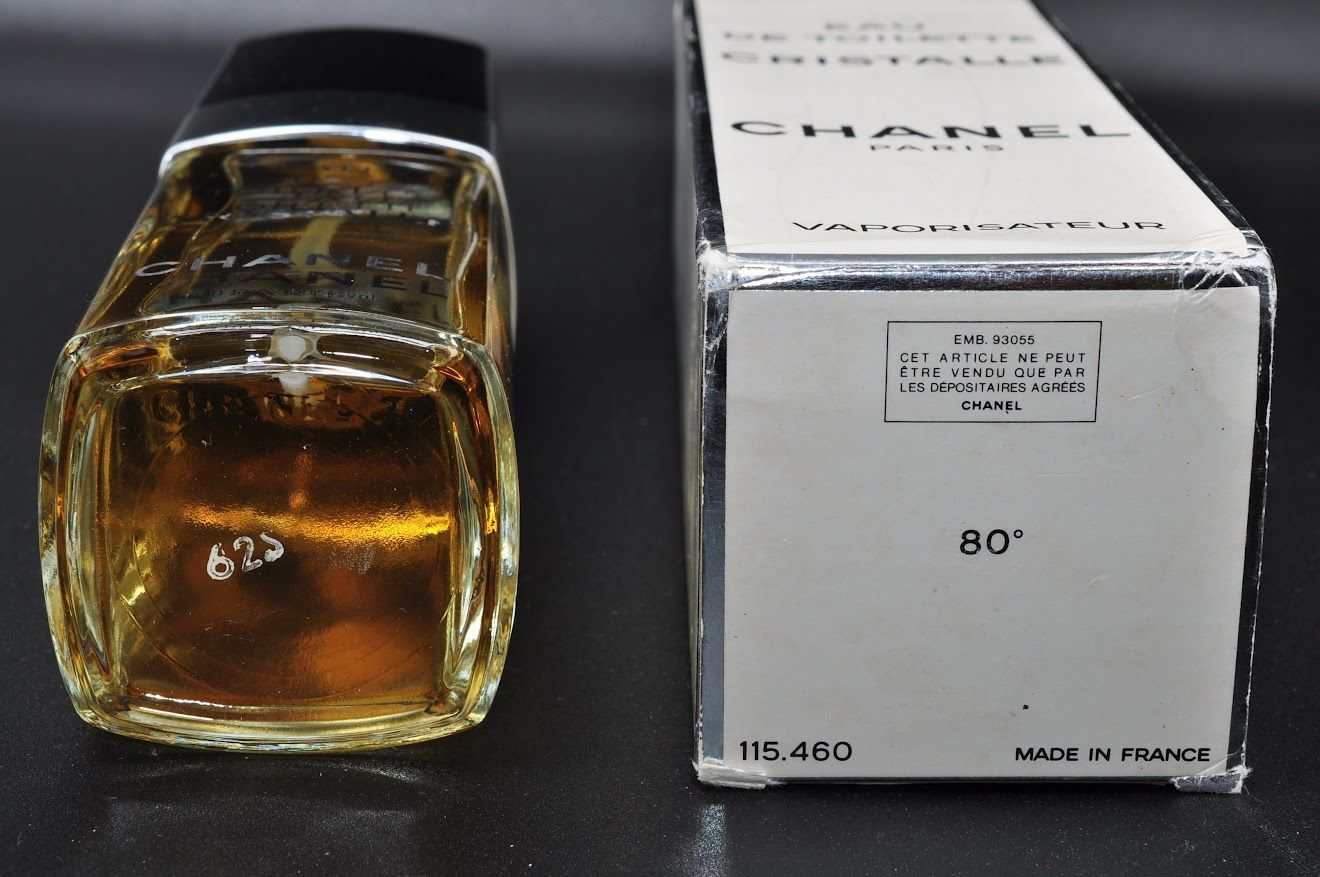 CHANEL
625
EAU
DE TOILETTE
CRISTALLE
CHANEL
PARIS
VAPORISATEUR
EMB. 93055
CET ARTICLE NE PEUT
ÊTRE VENDU QUE PAR
LES DÉPOSITAIRES AGRÉÉS
CHANEL
80°
115.460
MADE IN FRANCE